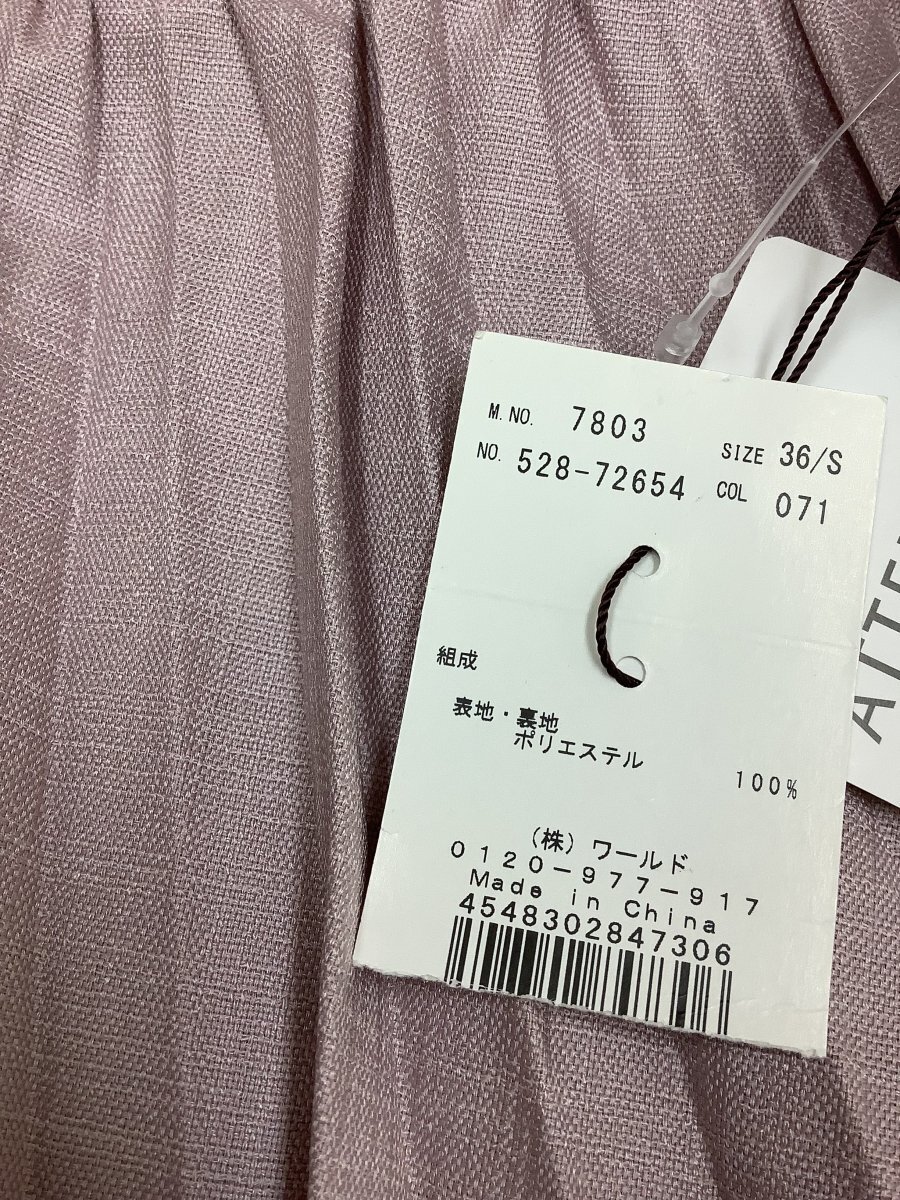 M. NO. 7803 SIZE 36/S
NO. 528-72654 COL 071
組成
表地・裏地
ポリエステル
100%
(株)ワールド
0120-977-917
Made in China
4548302847306